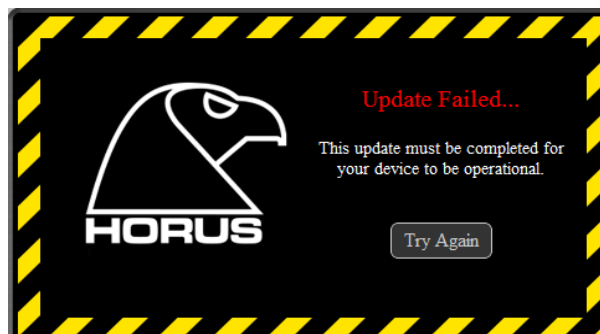 HORUS
Update Failed...
This update must be completed for
your device to be operational.
Try Again